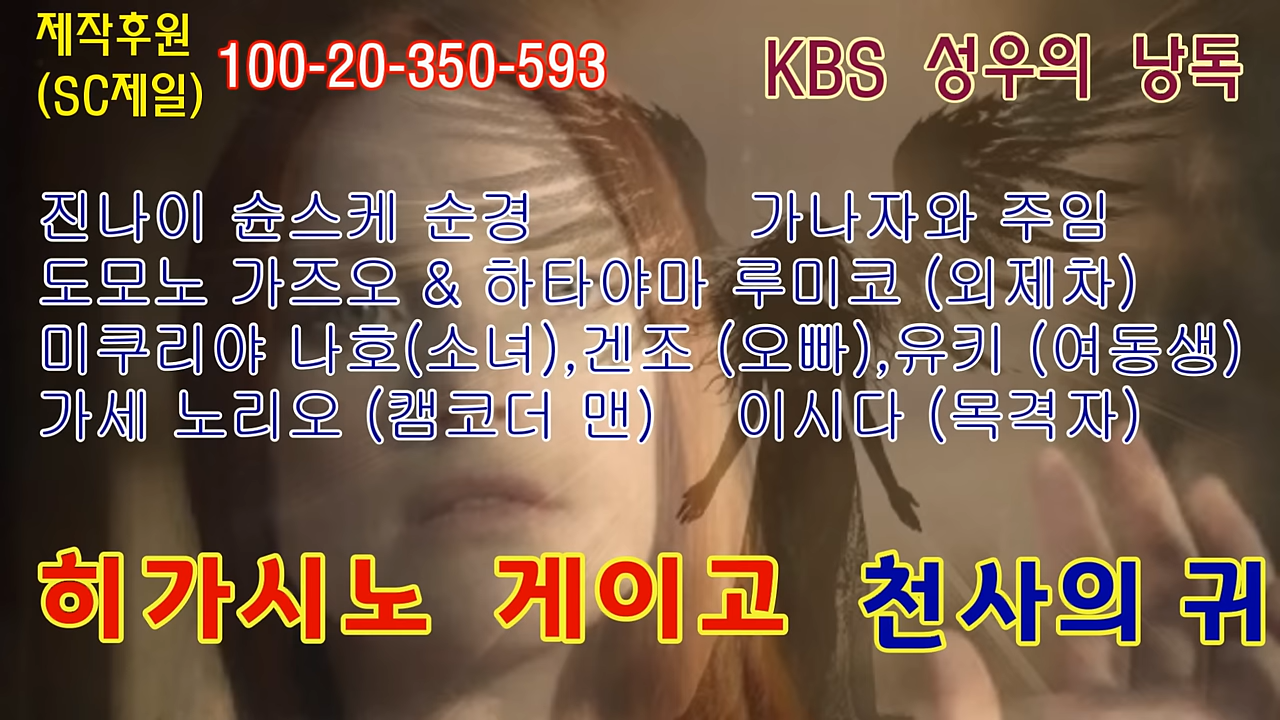 제작후원
(SC제일)
100-20-350-593
KBS 성우의 낭독
진나이 슌스케 순경 가나자와 주임
도모노 가즈오 & 하타야마 루미코 (외제차)
미쿠리야 나호(소녀),겐조 (오빠),유키 (여동생)
가세 노리오 (캠코더 맨) 이시다 (목격자)
히가시노 게이고 천사의 귀